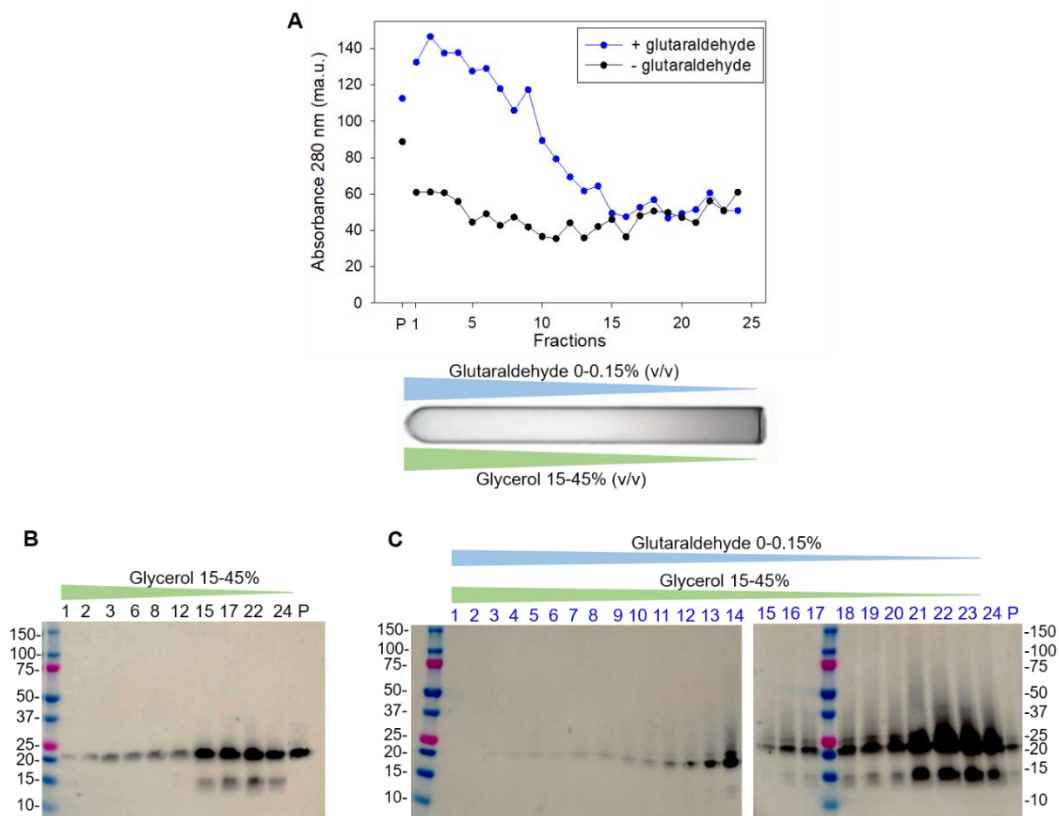 A
Absorbance 280 nm (ma.u.)
140
120
100
80
60
40
20
0
+ glutaraldehyde
- glutaraldehyde
P 1 5 10 15 20 25
Fractions
Glutaraldehyde 0-0.15% (v/v)
Glycerol 15-45% (v/v)
B
Glycerol 15-45%
1 2 3 6 8 12 15 17 22 24 P
150-
100-
75-
50-
37-
25-
20-
15-
10-
C
Glutaraldehyde 0-0.15%
Glycerol 15-45%
1 2 3 4 5 6 7 8 9 10 11 12 13 14 15 16 17 18 19 20 21 22 23 24 P
150-
100-
75-
50-
37-
25-
20-
15-
10-
-150
-100
-75
-50
-37
-25
-20
-15
-10